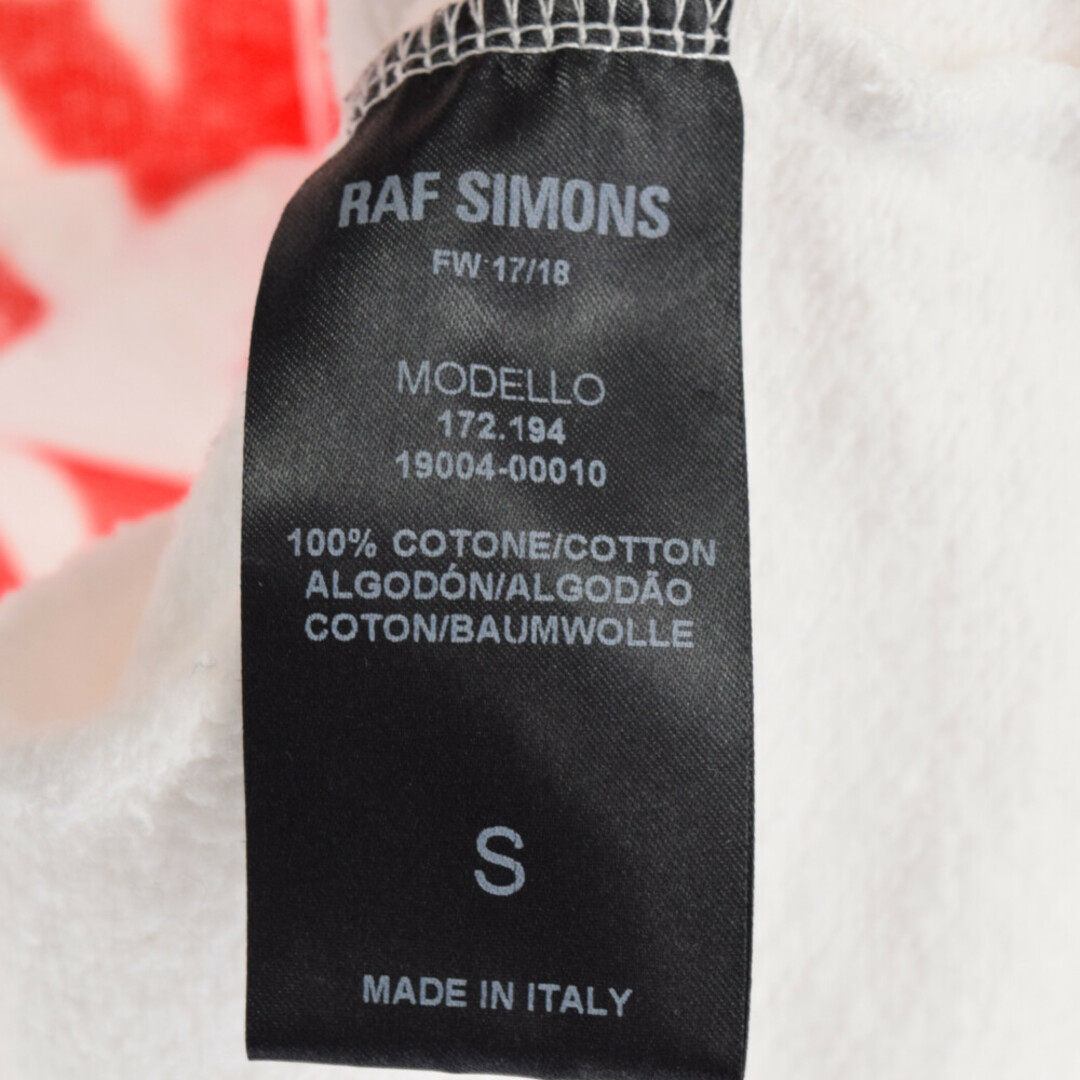 RAF SIMONS
FW 17/18
MODELLO
172.194
19004-00010
100% COTONE/COTTON
ALGODÓN/ALGODÃO
COTON/BAUMWOLLE
S
MADE IN ITALY